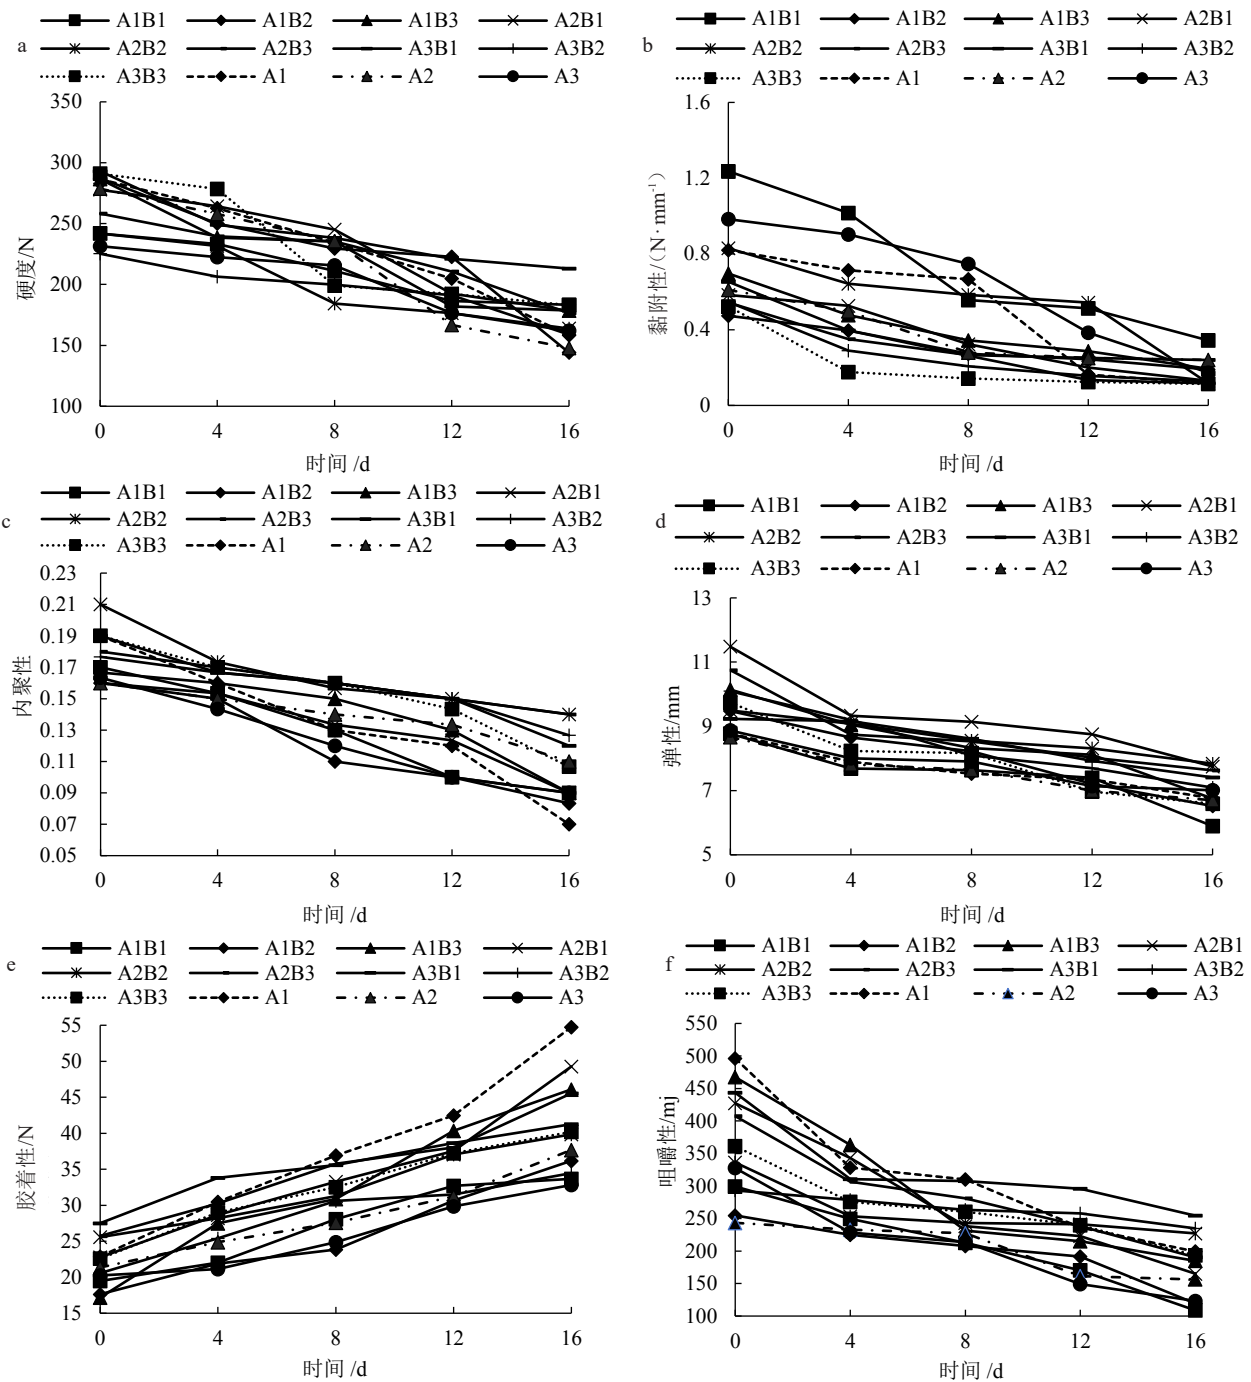 a
A1B1 A1B2 A1B3 A2B1
A2B2 A2B3 A3B1 A3B2
A3B3 A1 A2 A3
350
300
250
200
150
100
硬度/N
0 4 8 12 16
时间 /d
b
A1B1 A1B2 A1B3 A2B1
A2B2 A2B3 A3B1 A3B2
A3B3 A1 A2 A3
1.6
1.2
0.8
0.4
0
黏附性/(N·mm⁻¹)
0 4 8 12 16
时间 /d
c
A1B1 A1B2 A1B3 A2B1
A2B2 A2B3 A3B1 A3B2
A3B3 A1 A2 A3
0.23
0.21
0.19
0.17
0.15
0.13
0.11
0.09
0.07
0.05
内聚性
0 4 8 12 16
时间 /d
d
A1B1 A1B2 A1B3 A2B1
A2B2 A2B3 A3B1 A3B2
A3B3 A1 A2 A3
13
11
9
7
5
弹性/mm
0 4 8 12 16
时间 /d
e
A1B1 A1B2 A1B3 A2B1
A2B2 A2B3 A3B1 A3B2
A3B3 A1 A2 A3
55
50
45
40
35
30
25
20
15
胶着性/N
0 4 8 12 16
时间 /d
f
A1B1 A1B2 A1B3 A2B1
A2B2 A2B3 A3B1 A3B2
A3B3 A1 A2 A3
550
500
450
400
350
300
250
200
150
100
咀嚼性/mj
0 4 8 12 16
时间 /d